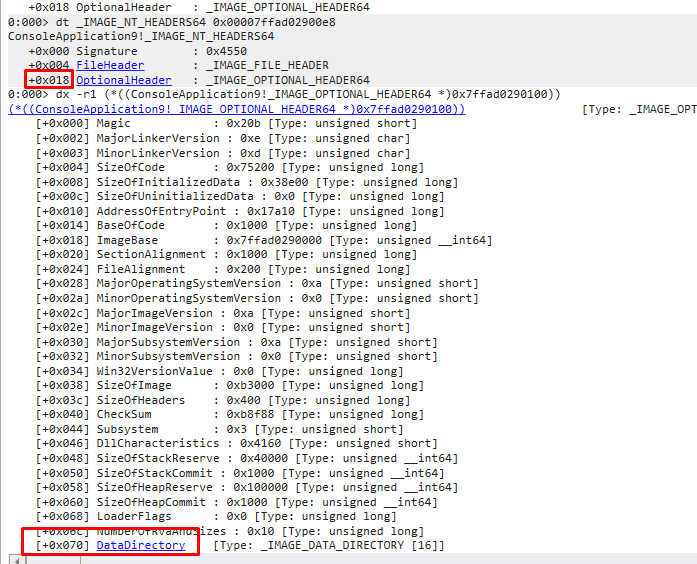 +0x018 OptionalHeader : _IMAGE_OPTIONAL_HEADER64
0:000> dt _IMAGE_NT_HEADERS64 0x00007ffad02900e8
ConsoleApplication9!_IMAGE_NT_HEADERS64
+0x000 Signature : 0x4550
+0x004 FileHeader : _IMAGE_FILE_HEADER
+0x018 OptionalHeader : _IMAGE_OPTIONAL_HEADER64
0:000> dx -r1 (*((ConsoleApplication9!_IMAGE_OPTIONAL_HEADER64 *)0x7ffad0290100))
(*((ConsoleApplication9!_IMAGE_OPTIONAL_HEADER64 *)0x7ffad0290100)) [Type: _IMAGE_OPT
[+0x000] Magic : 0x20b [Type: unsigned short]
[+0x002] MajorLinkerVersion : 0xe [Type: unsigned char]
[+0x003] MinorLinkerVersion : 0xd [Type: unsigned char]
[+0x004] SizeOfCode : 0x75200 [Type: unsigned long]
[+0x008] SizeOfInitializedData : 0x38e00 [Type: unsigned long]
[+0x00c] SizeOfUninitializedData : 0x0 [Type: unsigned long]
[+0x010] AddressOfEntryPoint : 0x17a10 [Type: unsigned long]
[+0x014] BaseOfCode : 0x1000 [Type: unsigned long]
[+0x018] ImageBase : 0x7ffad0290000 [Type: unsigned __int64]
[+0x020] SectionAlignment : 0x1000 [Type: unsigned long]
[+0x024] FileAlignment : 0x200 [Type: unsigned long]
[+0x028] MajorOperatingSystemVersion : 0xa [Type: unsigned short]
[+0x02a] MinorOperatingSystemVersion : 0x0 [Type: unsigned short]
[+0x02c] MajorImageVersion : 0xa [Type: unsigned short]
[+0x02e] MinorImageVersion : 0x0 [Type: unsigned short]
[+0x030] MajorSubsystemVersion : 0xa [Type: unsigned short]
[+0x032] MinorSubsystemVersion : 0x0 [Type: unsigned short]
[+0x034] Win32VersionValue : 0x0 [Type: unsigned long]
[+0x038] SizeOfImage : 0xb3000 [Type: unsigned long]
[+0x03c] SizeOfHeaders : 0x400 [Type: unsigned long]
[+0x040] CheckSum : 0xb8f88 [Type: unsigned long]
[+0x044] Subsystem : 0x3 [Type: unsigned short]
[+0x046] DllCharacteristics : 0x4160 [Type: unsigned short]
[+0x048] SizeOfStackReserve : 0x40000 [Type: unsigned __int64]
[+0x050] SizeOfStackCommit : 0x1000 [Type: unsigned __int64]
[+0x058] SizeOfHeapReserve : 0x100000 [Type: unsigned __int64]
[+0x060] SizeOfHeapCommit : 0x1000 [Type: unsigned __int64]
[+0x068] LoaderFlags : 0x0 [Type: unsigned long]
[+0x06c] NumberOfRvaAndSizes : 0x10 [Type: unsigned long]
[+0x070] DataDirectory [Type: _IMAGE_DATA_DIRECTORY [16]]